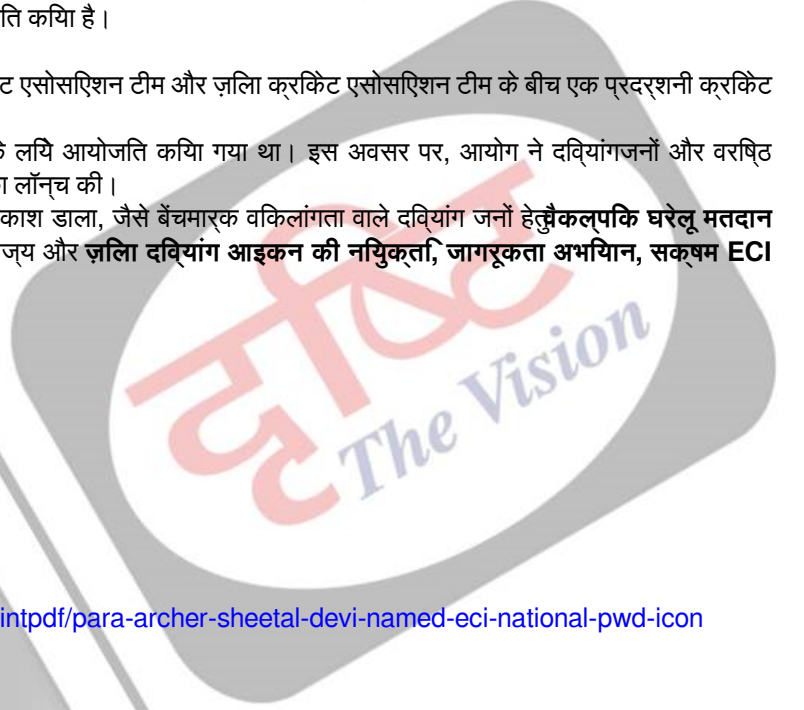 ति किया है।
ट एसोसिएशन टीम और ज़िला क्रिकेट एसोसिएशन टीम के बीच एक प्रदर्शनी क्रिकेट
के लिये आयोजित किया गया था। इस अवसर पर, आयोग ने दिव्यांगजनों और वरिष्ठ
ा लॉन्च की।
काश डाला, जैसे बेंचमार्क विकलांगता वाले दिव्यांग जनों हेतु वैकल्पिक घरेलू मतदान
ज्य और ज़िला दिव्यांग आइकन की नियुक्ति, जागरूकता अभियान, सक्षम ECI
दृष्टि
The Vision
intpdf/para-archer-sheetal-devi-named-eci-national-pwd-icon